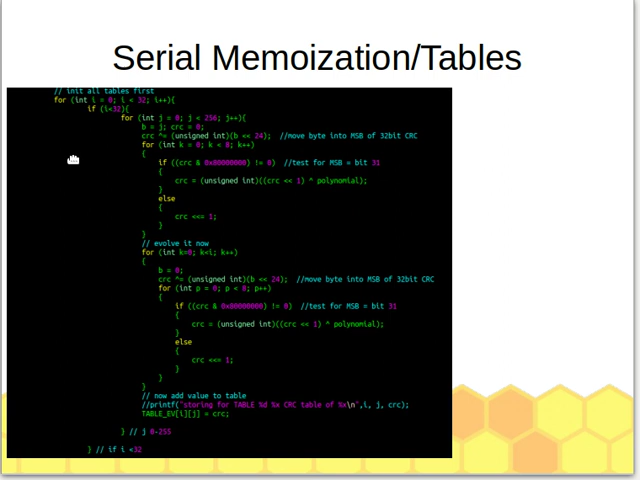 Serial Memoization/Tables
// init all tables first
for (int i = 0; i < 32; i++){
if (i<32){
for (int j = 0; j < 256; j++){
b = j; crc = 0;
crc ^= (unsigned int)(b << 24); //move byte into MSB of 32bit CRC
for (int k = 0; k < 8; k++)
{
if ((crc & 0x80000000) != 0) //test for MSB = bit 31
{
crc = (unsigned int)((crc << 1) ^ polynomial);
}
else
{
crc <<= 1;
}
}
// evolve it now
for (int k=0; k<i; k++)
{
b = 0;
crc ^= (unsigned int)(b << 24); //move byte into MSB of 32bit CRC
for (int p = 0; p < 8; p++)
{
if ((crc & 0x80000000) != 0) //test for MSB = bit 31
{
crc = (unsigned int)((crc << 1) ^ polynomial);
}
else
{
crc <<= 1;
}
}
}
// now add value to table
//printf("storing for TABLE %d %x CRC table of %x\n",i, j, crc);
TABLE_EV[i][j] = crc;
} // j 0-255
} // if i <32